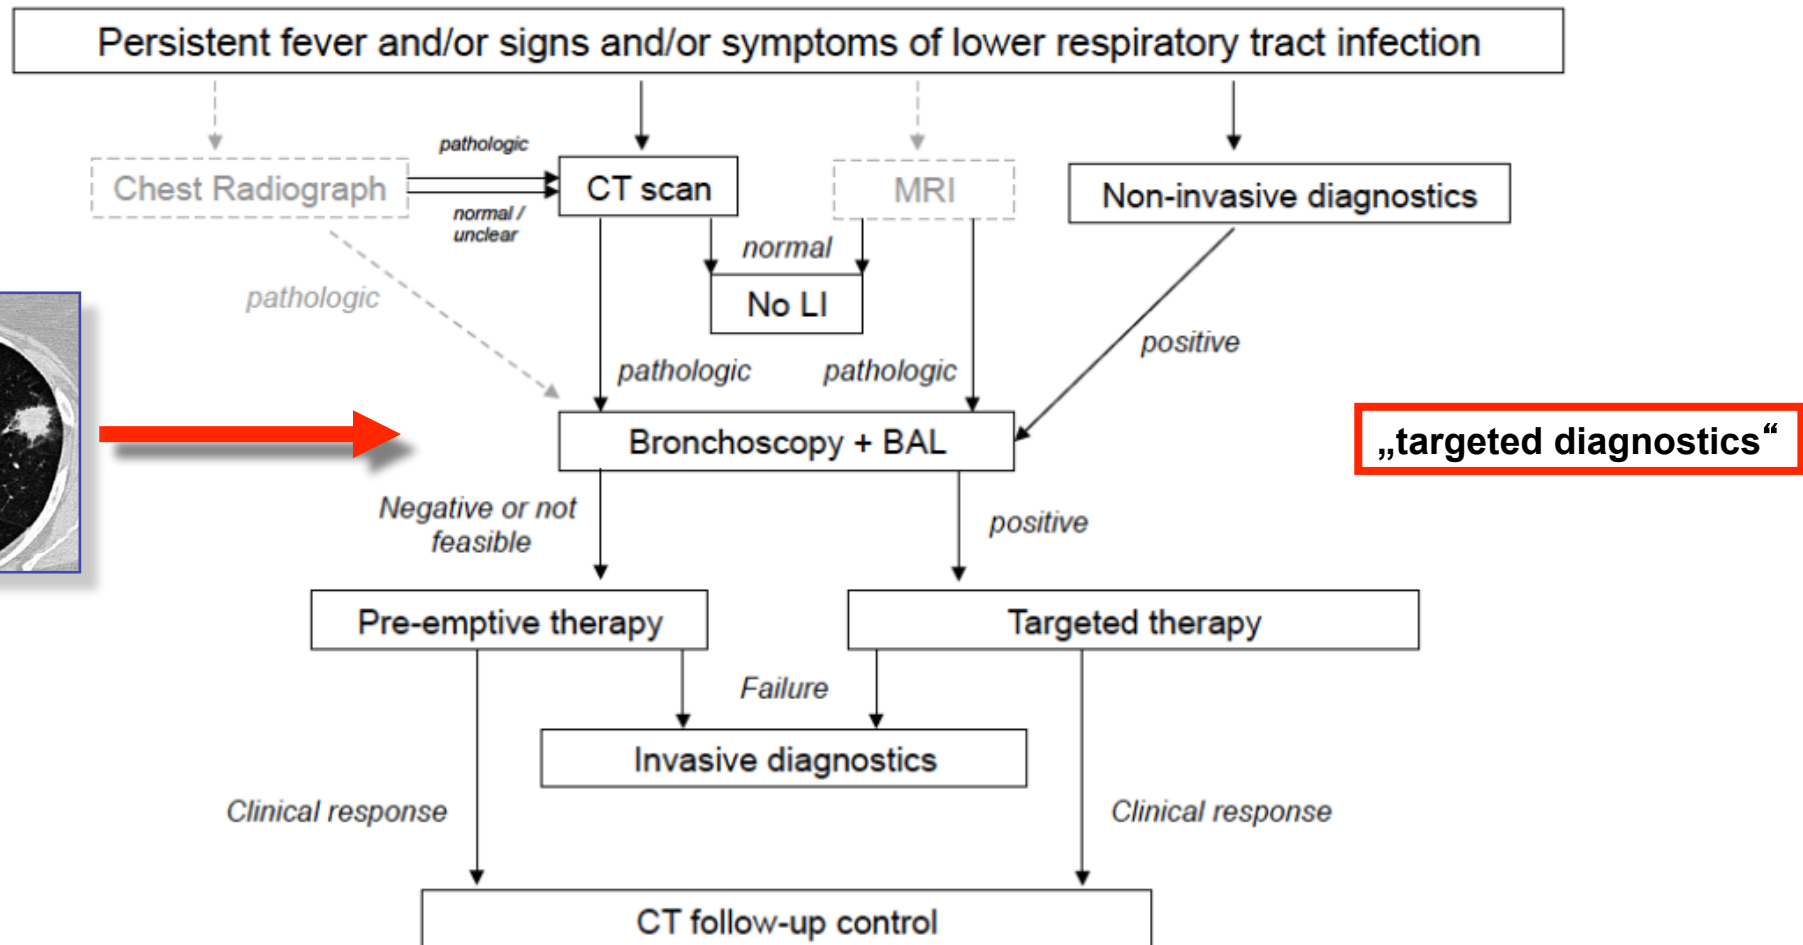 Persistent fever and/or signs and/or symptoms of lower respiratory tract infection
pathologic
Chest Radiograph
CT scan
MRI
Non-invasive diagnostics
normal /
unclear
normal
pathologic
No LI
positive
pathologic
pathologic
Bronchoscopy + BAL
„targeted diagnostics“
Negative or not
feasible
positive
Pre-emptive therapy
Targeted therapy
Failure
Invasive diagnostics
Clinical response
Clinical response
CT follow-up control